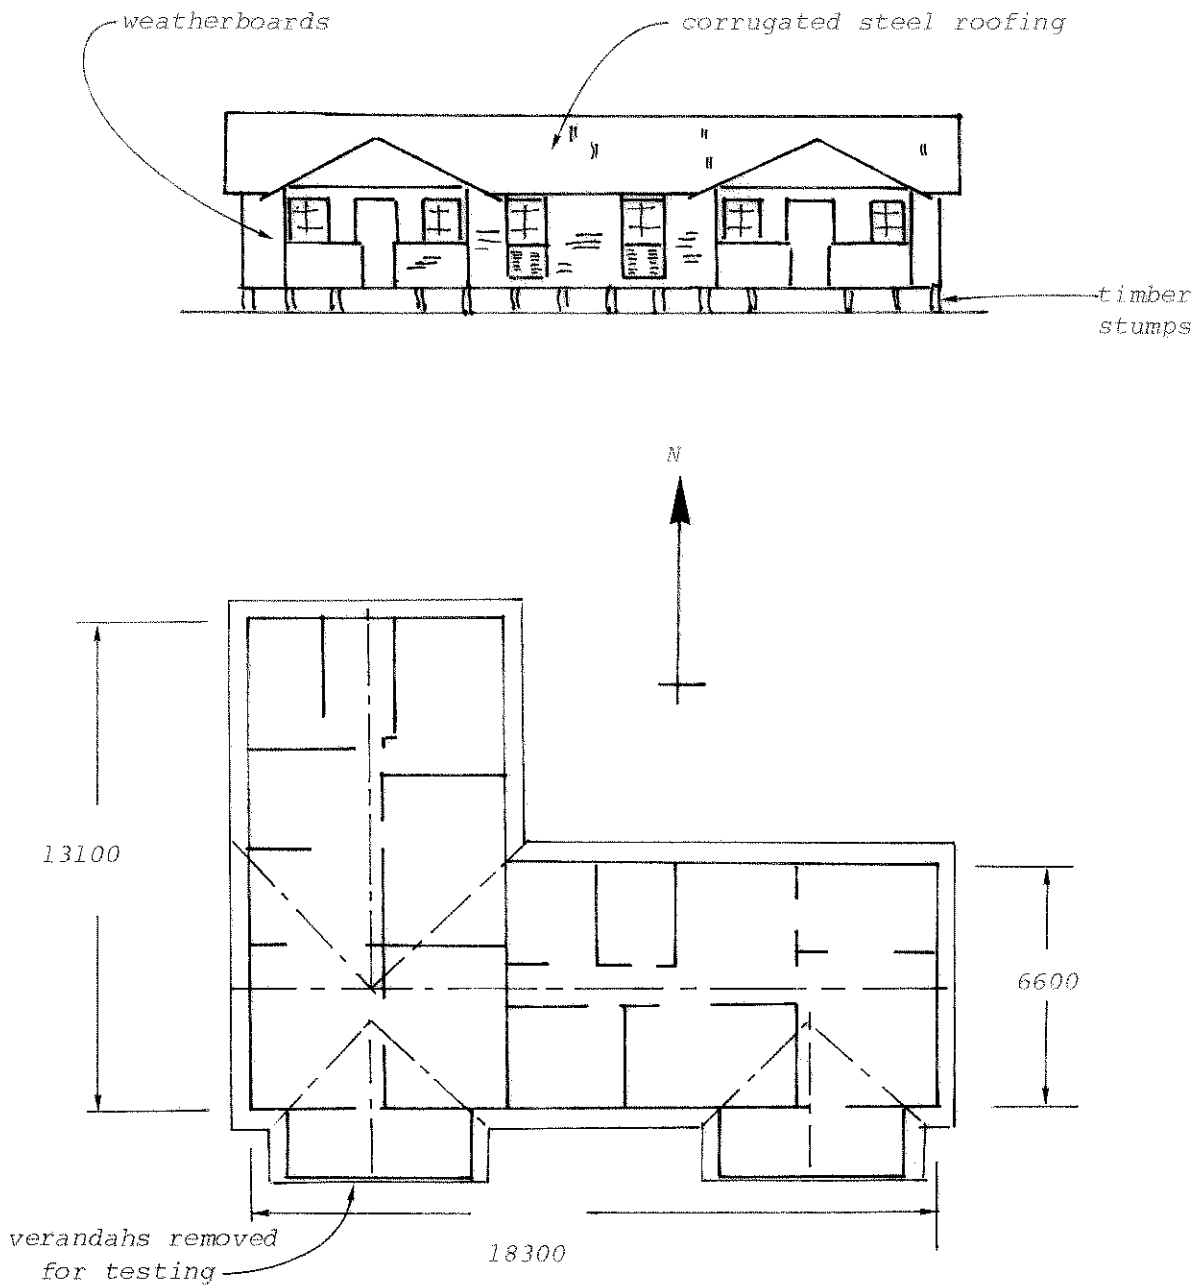 weatherboards
corrugated steel roofing
timber
stumps
N
13100
6600
18300
verandahs removed
for testing